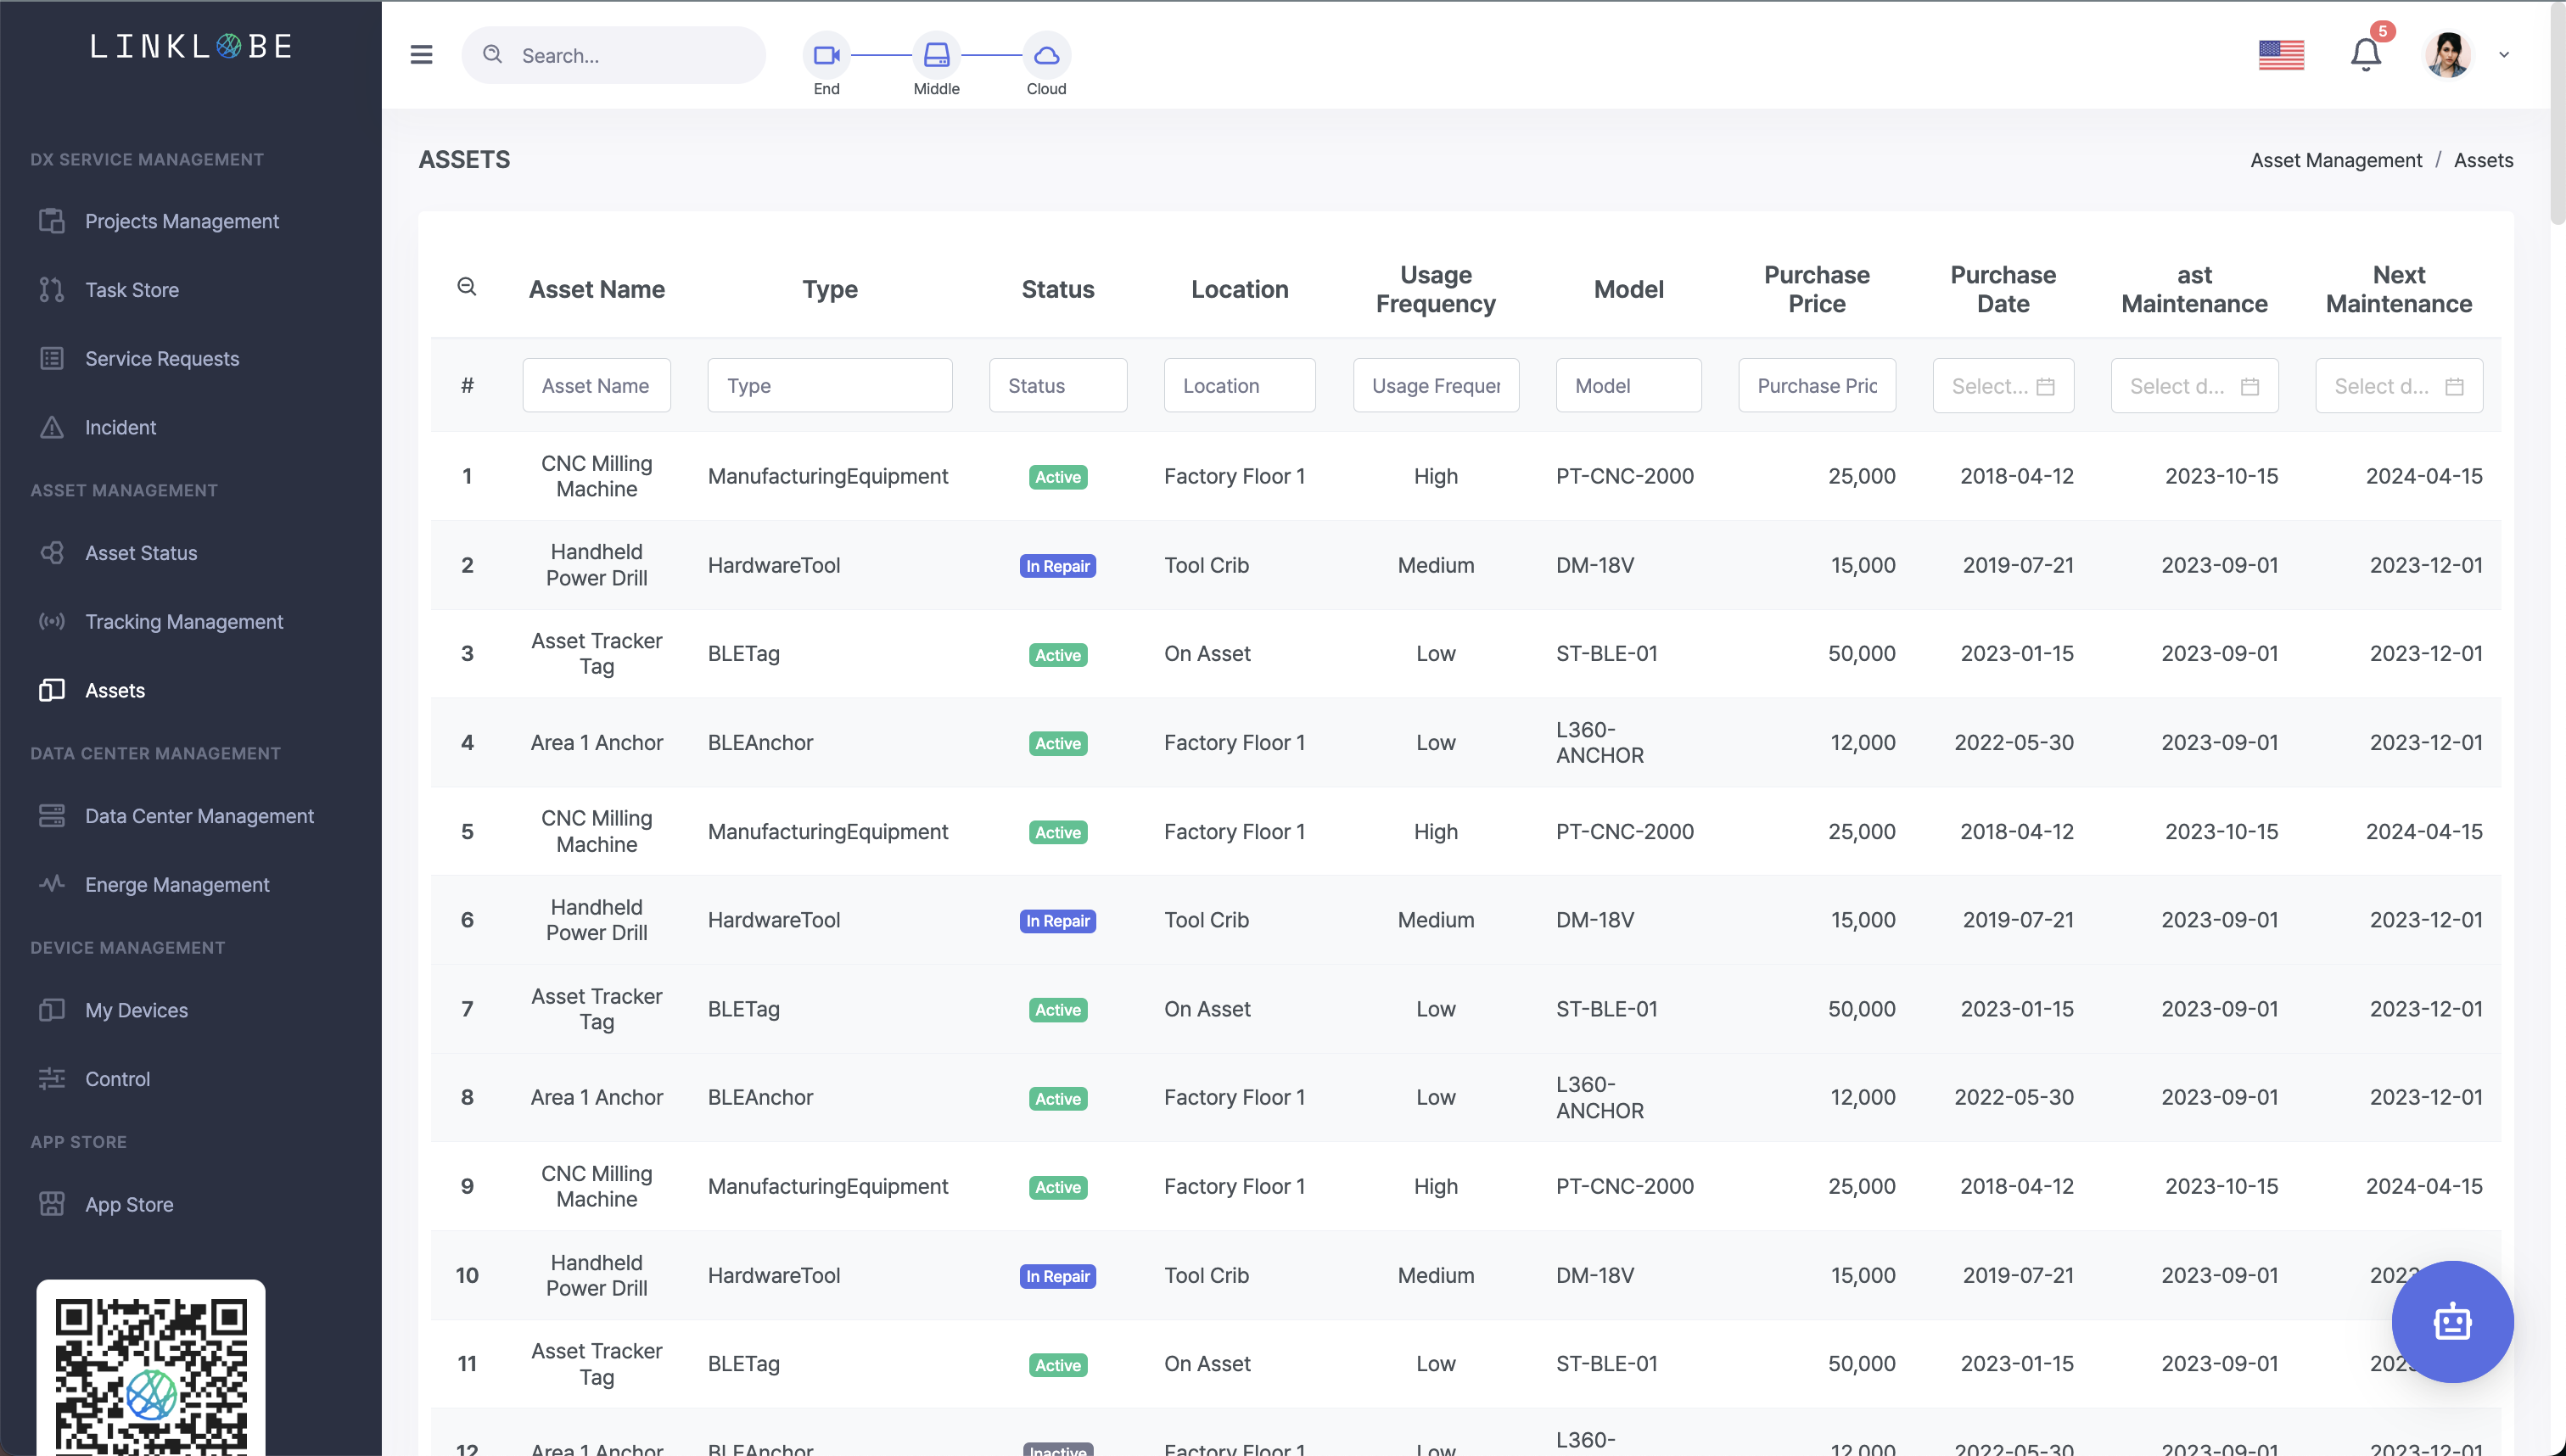 LINKLOBE
Search...
End
Middle
Cloud
5
DX SERVICE MANAGEMENT
Projects Management
Task Store
Service Requests
Incident
ASSET MANAGEMENT
Asset Status
Tracking Management
Assets
DATA CENTER MANAGEMENT
Data Center Management
Energe Management
DEVICE MANAGEMENT
My Devices
Control
APP STORE
App Store
ASSETS
Asset Management / Assets
Asset Name Type Status Location Usage Frequency Model Purchase Price Purchase Date ast Maintenance Next Maintenance
# Asset Name Type Status Location Usage Frequer Model Purchase Pric Select... Select d... Select d...
1 CNC Milling Machine ManufacturingEquipment Active Factory Floor 1 High PT-CNC-2000 25,000 2018-04-12 2023-10-15 2024-04-15
2 Handheld Power Drill HardwareTool In Repair Tool Crib Medium DM-18V 15,000 2019-07-21 2023-09-01 2023-12-01
3 Asset Tracker Tag BLETag Active On Asset Low ST-BLE-01 50,000 2023-01-15 2023-09-01 2023-12-01
4 Area 1 Anchor BLEAnchor Active Factory Floor 1 Low L360-ANCHOR 12,000 2022-05-30 2023-09-01 2023-12-01
5 CNC Milling Machine ManufacturingEquipment Active Factory Floor 1 High PT-CNC-2000 25,000 2018-04-12 2023-10-15 2024-04-15
6 Handheld Power Drill HardwareTool In Repair Tool Crib Medium DM-18V 15,000 2019-07-21 2023-09-01 2023-12-01
7 Asset Tracker Tag BLETag Active On Asset Low ST-BLE-01 50,000 2023-01-15 2023-09-01 2023-12-01
8 Area 1 Anchor BLEAnchor Active Factory Floor 1 Low L360-ANCHOR 12,000 2022-05-30 2023-09-01 2023-12-01
9 CNC Milling Machine ManufacturingEquipment Active Factory Floor 1 High PT-CNC-2000 25,000 2018-04-12 2023-10-15 2024-04-15
10 Handheld Power Drill HardwareTool In Repair Tool Crib Medium DM-18V 15,000 2019-07-21 2023-09-01
11 Asset Tracker Tag BLETag Active On Asset Low ST-BLE-01 50,000 2023-01-15 2023-09-01
12 Area 1 Anchor BLEAnchor Inactive Factory Floor 1 Low L360- 12,000 2022-05-30 2023-09-01 2023-12-01